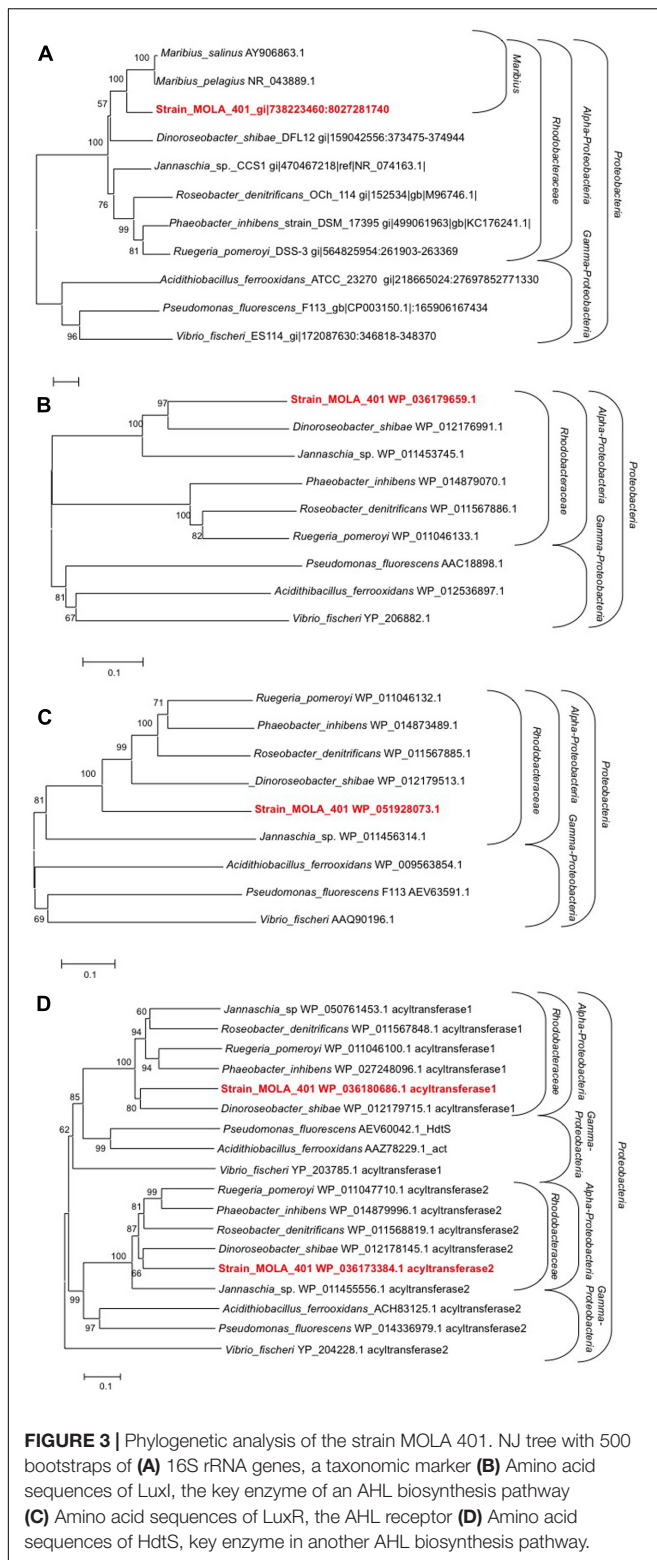 A
100
Maribius_salinus AY906863.1
100
Maribius_pelagius NR_043889.1
57
Strain_MOLA_401_gi|738223460:8027281740
100
Dinoroseobacter_shibae_DFL12 gi|159042556:373475-374944
Jannaschia_sp._CCS1 gi|470467218|ref|NR_074163.1|
76
Roseobacter_denitrificans_OCh_114 gi|152534|gb|M96746.1|
99
Phaeobacter_inhibens_strain_DSM_17395 gi|499061963|gb|KC176241.1|
81
Ruegeria_pomeroyi_DSS-3 gi|564825954:261903-263369
Acidithiobacillus_ferrooxidans_ATCC_23270 gi|218665024:27697852771330
Pseudomonas_fluorescens_F113_gb|CP003150.1|:165906167434
96
Vibrio_fischeri_ES114_gi|172087630:346818-348370
Maribius
Rhodobacteraceae
Alpha-Proteobacteria
Gamma-Proteobacteria
Proteobacteria
B
97
Strain_MOLA_401 WP_036179659.1
100
Dinoroseobacter_shibae WP_012176991.1
Jannaschia_sp. WP_011453745.1
Phaeobacter_inhibens WP_014879070.1
100
Roseobacter_denitrificans WP_011567886.1
82
Ruegeria_pomeroyi WP_011046133.1
Pseudomonas_fluorescens AAC18898.1
81
Acidithibacillus_ferrooxidans WP_012536897.1
67
Vibrio_fischeri YP_206882.1
0.1
Rhodobacteraceae
Alpha-Proteobacteria
Gamma-Proteobacteria
Proteobacteria
C
71
Ruegeria_pomeroyi WP_011046132.1
100
Phaeobacter_inhibens WP_014873489.1
99
Roseobacter_denitrificans WP_011567885.1
100
Dinoroseobacter_shibae WP_012179513.1
81
Strain_MOLA_401 WP_051928073.1
Jannaschia_sp. WP_011456314.1
Acidithiobacillus_ferrooxidans WP_009563854.1
Pseudomonas_fluorescens F113 AEV63591.1
69
Vibrio_fischeri AAQ90196.1
0.1
Rhodobacteraceae
Alpha-Proteobacteria
Gamma-Proteobacteria
Proteobacteria
D
60
Jannaschia_sp WP_050761453.1 acyltransferase1
94
Roseobacter_denitrificans WP_011567848.1 acyltransferase1
Ruegeria_pomeroyi WP_011046100.1 acyltransferase1
100
94
Phaeobacter_inhibens WP_027248096.1 acyltransferase1
Strain_MOLA_401 WP_036180686.1 acyltransferase1
85
80
Dinoroseobacter_shibae WP_012179715.1 acyltransferase1
Pseudomonas_fluorescens AEV60042.1_HdtS
62
99
Acidithiobacillus_ferrooxidans AAZ78229.1_act
Vibrio_fischeri YP_203785.1 acyltransferase1
99
Ruegeria_pomeroyi WP_011047710.1 acyltransferase2
81
Phaeobacter_inhibens WP_014879996.1 acyltransferase2
87
Roseobacter_denitrificans WP_011568819.1 acyltransferase2
100
Dinoroseobacter_shibae WP_012178145.1 acyltransferase2
66
Strain_MOLA_401 WP_036173384.1 acyltransferase2
99
Jannaschia_sp. WP_011455556.1 acyltransferase2
Acidithiobacillus_ferrooxidans_ACH83125.1 acyltransferase2
97
Pseudomonas_fluorescens WP_014336979.1 acyltransferase2
Vibrio_fischeri YP_204228.1 acyltransferase2
0.1
Rhodobacteraceae
Alpha-Proteobacteria
Gamma-
Proteobacteria
Rhodobacteraceae
Alpha-Proteobacteria
Gamma-
Proteobacteria
Proteobacteria
FIGURE 3 | Phylogenetic analysis of the strain MOLA 401. NJ tree with 500
bootstraps of (A) 16S rRNA genes, a taxonomic marker (B) Amino acid
sequences of LuxI, the key enzyme of an AHL biosynthesis pathway
(C) Amino acid sequences of LuxR, the AHL receptor (D) Amino acid
sequences of HdtS, key enzyme in another AHL biosynthesis pathway.